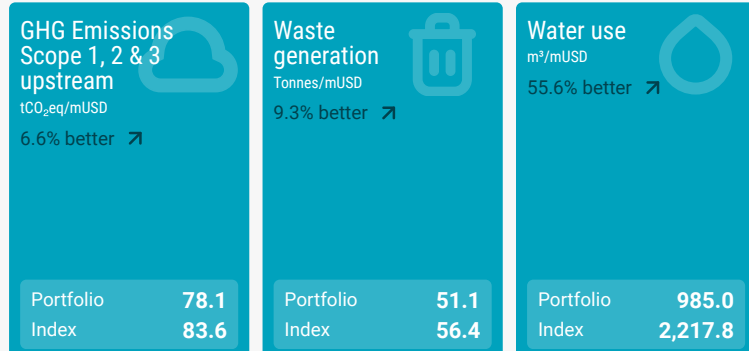 GHG Emissions
Scope 1, 2 & 3
upstream
tCO₂eq/mUSD
6.6% better
Portfolio 78.1
Index 83.6
Waste
generation
Tonnes/mUSD
9.3% better
Portfolio 51.1
Index 56.4
Water use
m³/mUSD
55.6% better
Portfolio 985.0
Index 2,217.8